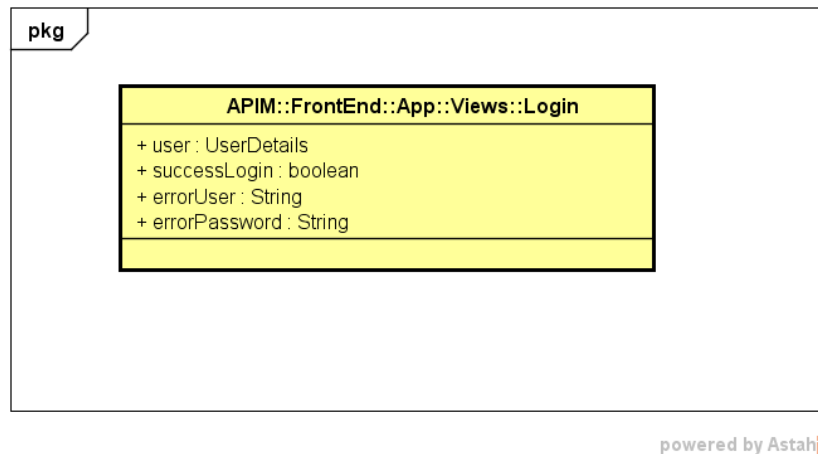 pkg
APIM::FrontEnd::App::Views::Login
+ user : UserDetails
+ successLogin : boolean
+ errorUser : String
+ errorPassword : String
powered by Astah